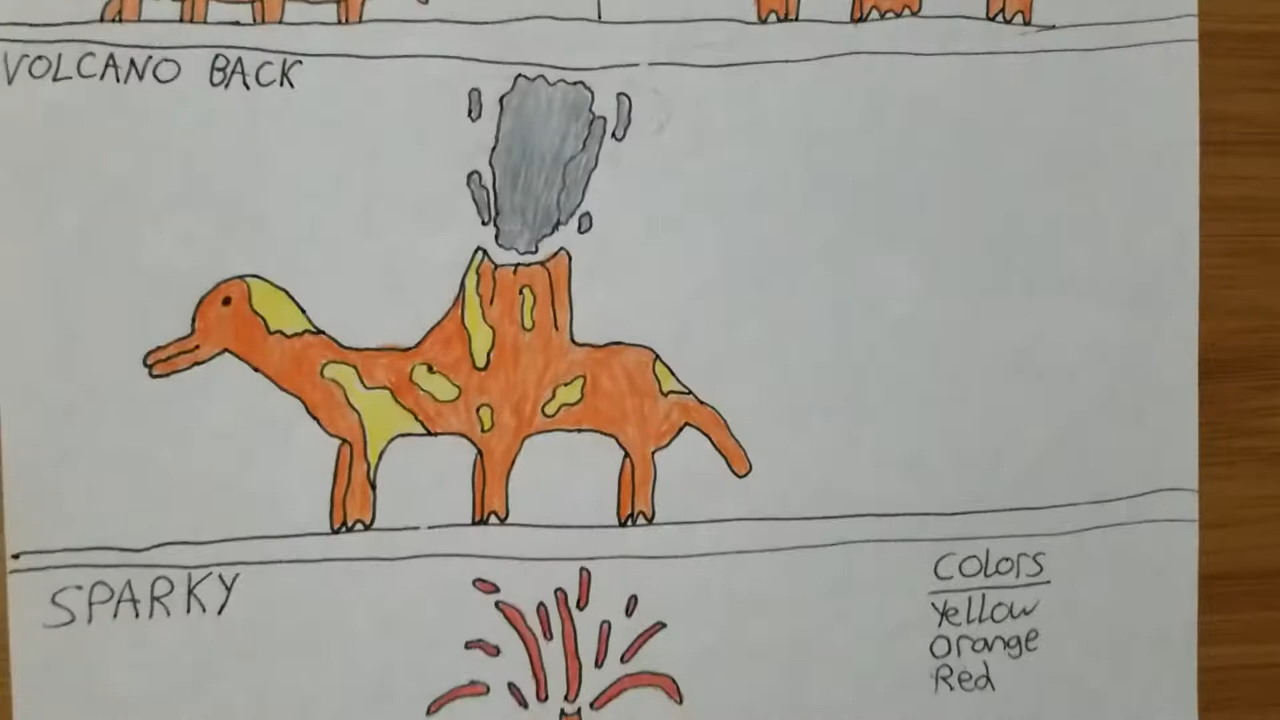 VOLCANO BACK
SPARKY
Colors
Yellow
Orange
Red